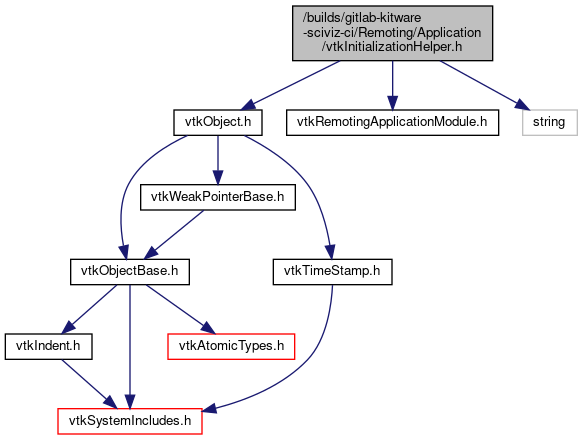 /builds/gitlab-kitware
-sciviz-ci/Remoting/Application
/vtkInitializationHelper.h
vtkObject.h
vtkRemotingApplicationModule.h
string
vtkWeakPointerBase.h
vtkObjectBase.h
vtkTimeStamp.h
vtkIndent.h
vtkAtomicTypes.h
vtkSystemIncludes.h